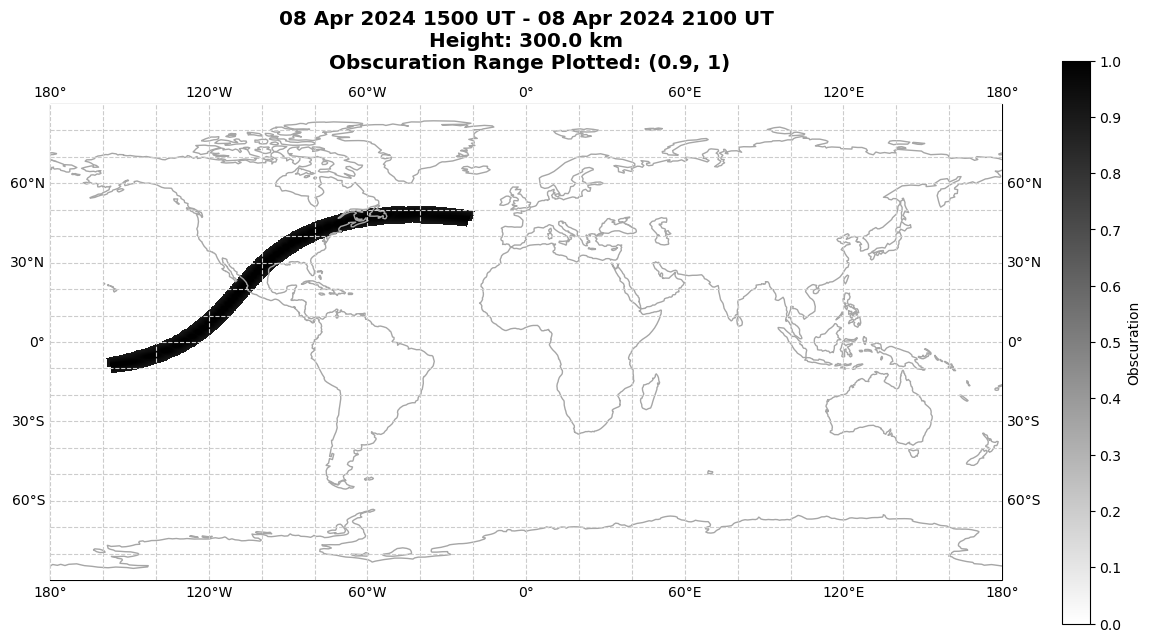 08 Apr 2024 1500 UT - 08 Apr 2024 2100 UT
Height: 300.0 km
Obscuration Range Plotted: (0.9, 1)
180° 120°W 60°W 0° 60°E 120°E 180°
60°N 60°N
30°N 30°N
0° 0°
30°S 30°S
60°S 60°S
180° 120°W 60°W 0° 60°E 120°E 180°
1.0
0.9
0.8
0.7
0.6
0.5
0.4
0.3
0.2
0.1
0.0
Obscuration